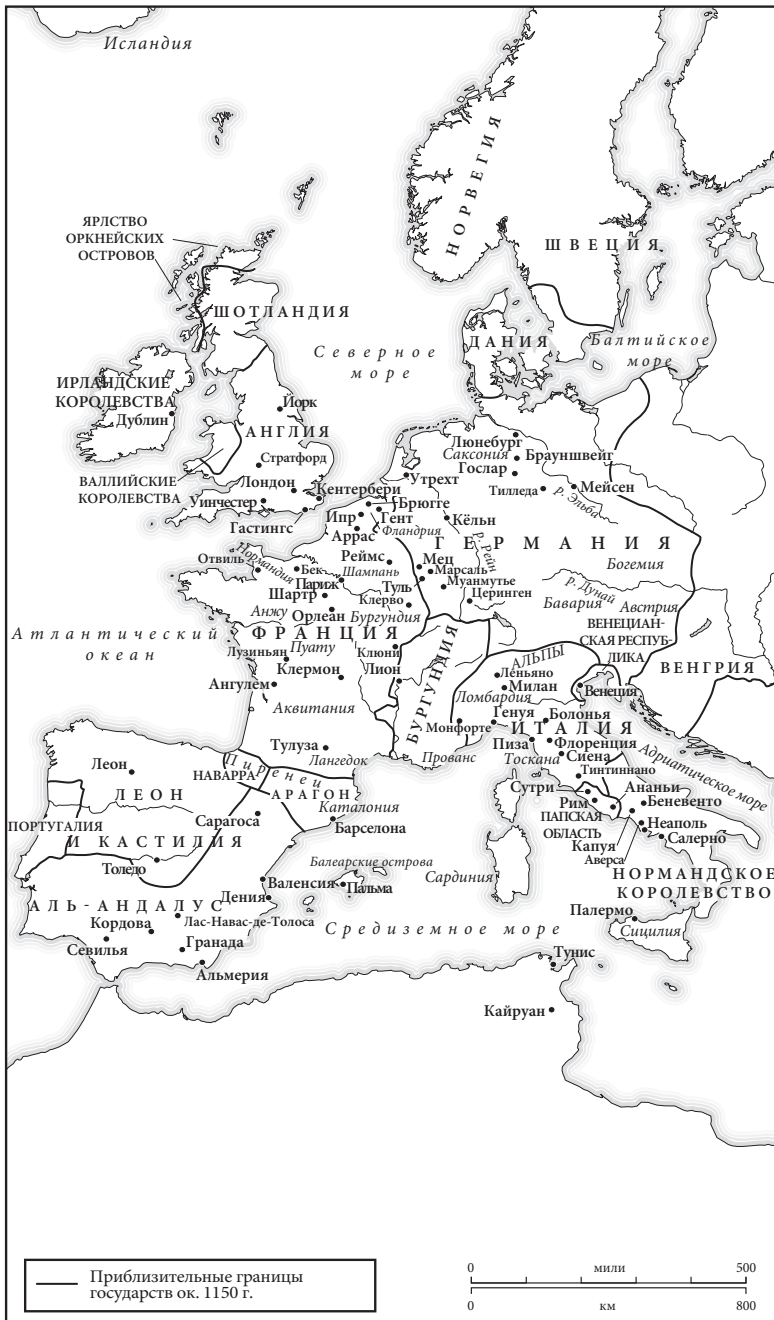 Исландия
НОРВЕГИЯ
ШВЕЦИЯ
ЯРЛСТВО
ОРКНЕЙСКИХ
ОСТРОВОВ
ШОТЛАНДИЯ
Северное
море
ДАНИЯ
Балтийское
море
ИРЛАНДСКИЕ
КОРОЛЕВСТВА
Дублин
Йорк
АНГЛИЯ
Стратфорд
ВАЛЛИЙСКИЕ
КОРОЛЕВСТВА
Лондон
Уинчестер
Кентербери
Гастингс
Люнебург
Саксония
Брауншвейг
Гослар
Утрехт
Тилледа
Мейсен
р. Эльба
Брюгге
Ипр
Гент
Фландрия
Аррас
Кёльн
р. Рейн
ГЕРМАНИЯ
Богемия
Отвиль
Нормандия
Бек
Реймс
Шампань
Париж
Мец
Марсаль
Туль
Муанмутье
Шартр
Клерво
Церинген
р. Дунай
Бавария
Австрия
Анжу
Орлеан
Бургундия
ВЕНЕЦИАН-
СКАЯ РЕСПУБ-
ЛИКА
Атлантический
океан
ФРАНЦИЯ
Лузиньян
Пуату
Клюни
Клермон
Лион
Ангулем
Аквитания
БУРГУНДИЯ
АЛЬПЫ
Леньяно
Милан
Ломбардия
Венеция
ВЕНГРИЯ
Монфорте
Генуя
Болонья
ИТАЛИЯ
Пиза
Флоренция
Тоскана
Сиена
Тинтиннано
Адриатическое море
Тулуза
Лангедок
Прованс
Пиренеи
НАВАРРА
Леон
ЛЕОН
АРАГОН
Каталония
Сарагоса
Барселона
ПОРТУГАЛИЯ
И КАСТИЛИЯ
Толедо
Сутри
Рим
ПАПСКАЯ
ОБЛАСТЬ
Ананьи
Беневенто
Неаполь
Капуя
Аверса
Салерно
НОРМАНДСКОЕ
КОРОЛЕВСТВО
Балеарские острова
Валенсия
Пальма
Сардиния
Дения
АЛЬ-АНДАЛУС
Лас-Навас-де-Толоса
Кордова
Севилья
Гранада
Альмерия
Средиземное море
Палермо
Сицилия
Тунис
Кайруан
Приблизительные границы
государств ок. 1150 г.
0 мили 500
0 км 800